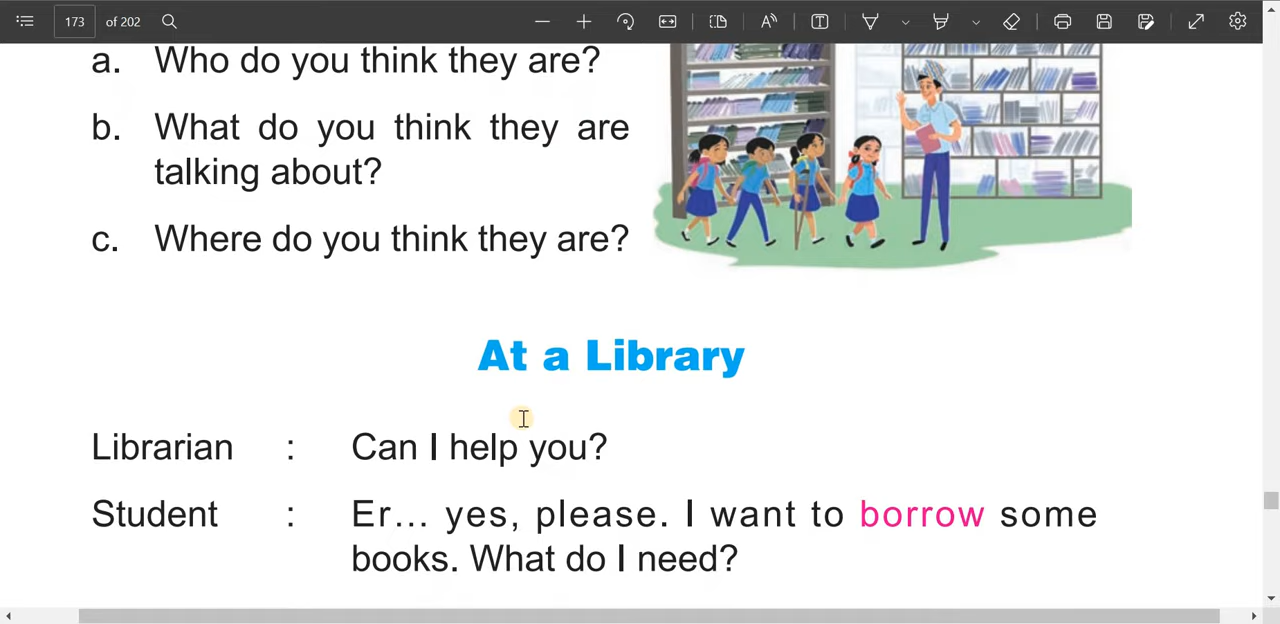 173 of 202
a. Who do you think they are?
b. What do you think they are
talking about?
c. Where do you think they are?
At a Library
Librarian : Can I help you?
Student : Er... yes, please. I want to borrow some
books. What do I need?